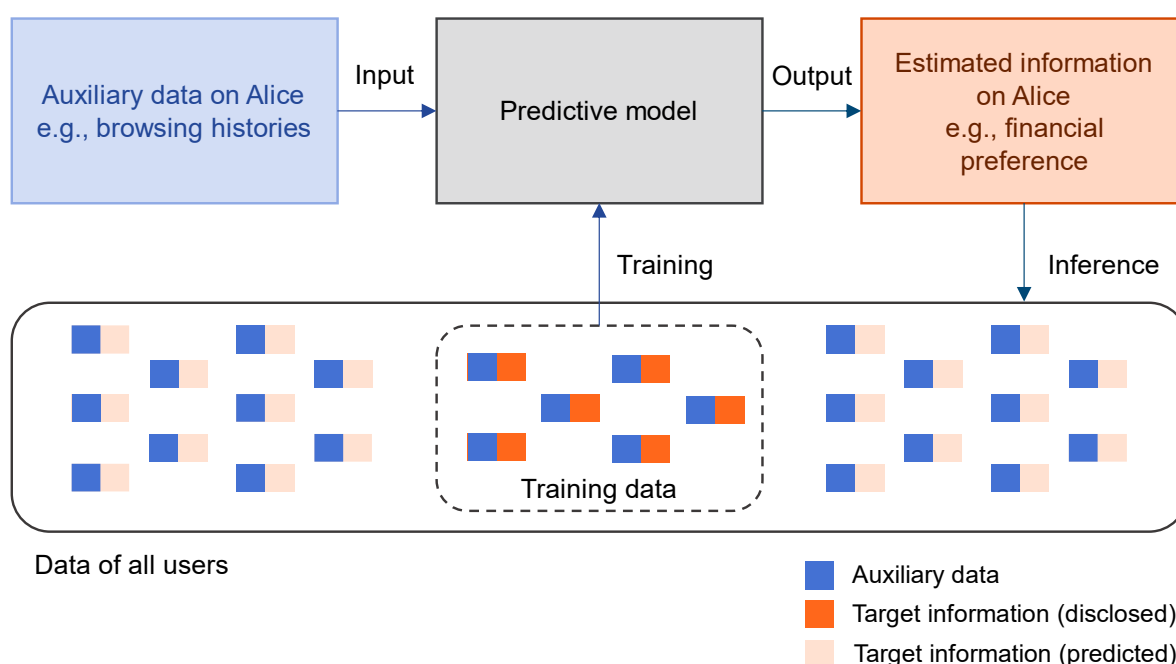 Auxiliary data on Alice
e.g., browsing histories
Input
Predictive model
Output
Estimated information
on Alice
e.g., financial
preference
Training
Inference
Training data
Data of all users
Auxiliary data
Target information (disclosed)
Target information (predicted)